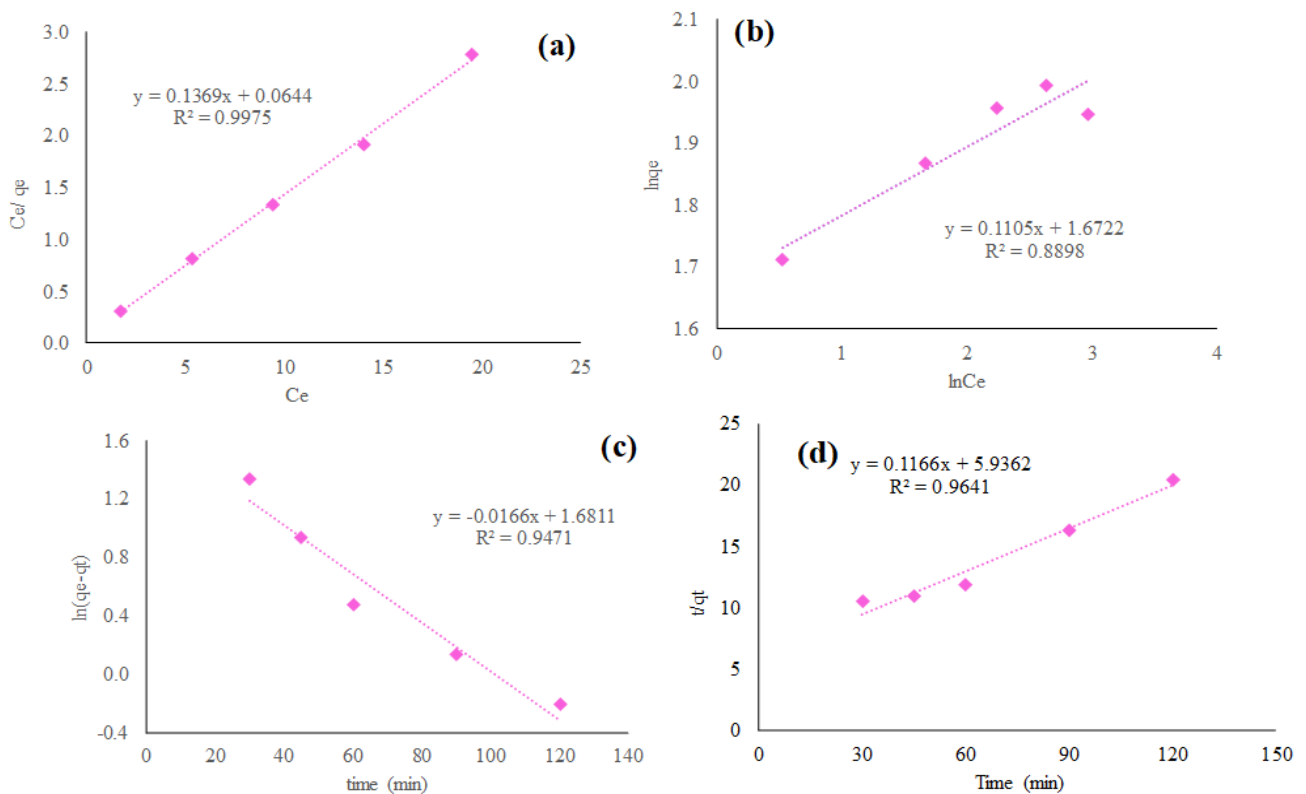 (a)
3.0
2.5
2.0
1.5
1.0
0.5
0.0
Ce/ qe
y = 0.1369x + 0.0644
R² = 0.9975
0 5 10 15 20 25
Ce
(b)
2.1
2.0
1.9
1.8
1.7
1.6
lnqe
y = 0.1105x + 1.6722
R² = 0.8898
0 1 2 3 4
lnCe
(c)
1.6
1.2
0.8
0.4
0.0
-0.4
ln(qe-qt)
y = -0.0166x + 1.6811
R² = 0.9471
0 20 40 60 80 100 120 140
time (min)
(d)
25
20
15
10
5
0
t/qt
y = 0.1166x + 5.9362
R² = 0.9641
0 30 60 90 120 150
Time (min)